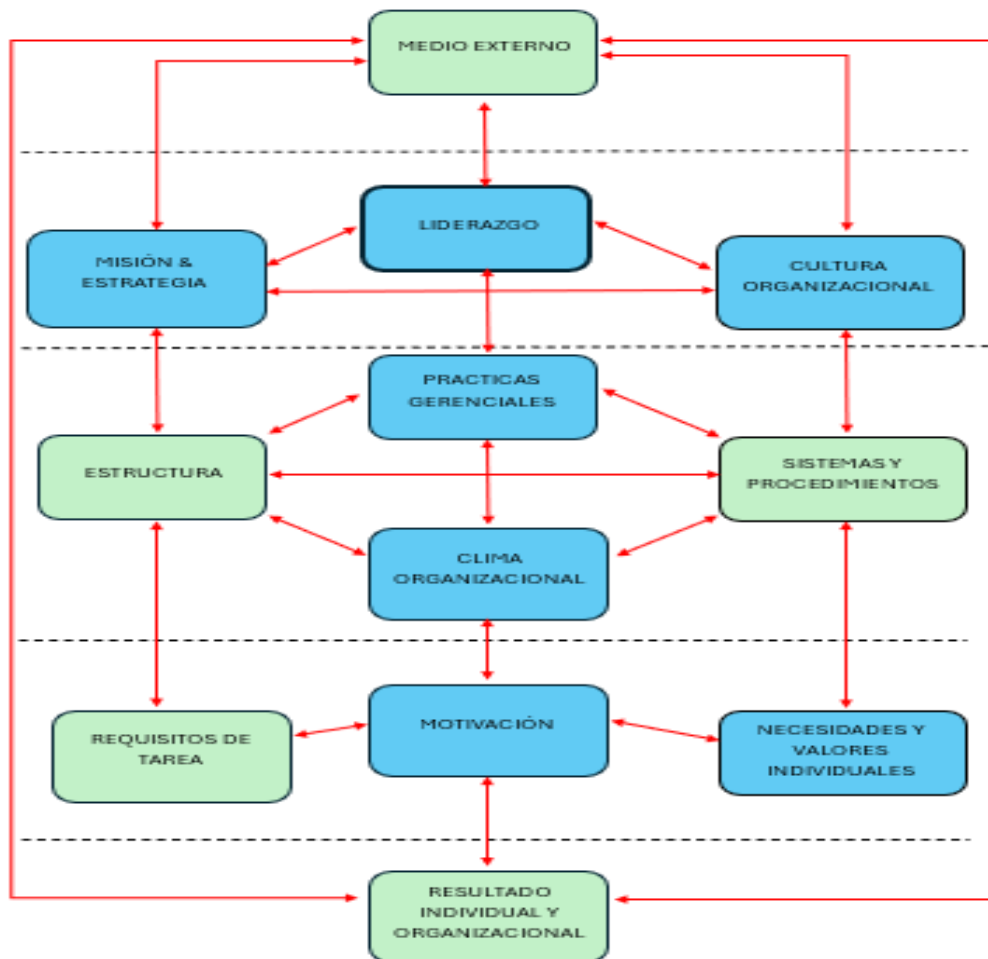 MEDIO EXTERNO
LIDERAZGO
MISIÓN &
ESTRATEGIA
CULTURA
ORGANIZACIONAL
PRACTICAS
GERENCIALES
ESTRUCTURA
SISTEMAS Y
PROCEDIMIENTOS
CLIMA
ORGANIZACIONAL
MOTIVACIÓN
REQUISITOS DE
TAREA
NECESIDADES Y
VALORES
INDIVIDUALES
RESULTADO
INDIVIDUAL Y
ORGANIZACIONAL